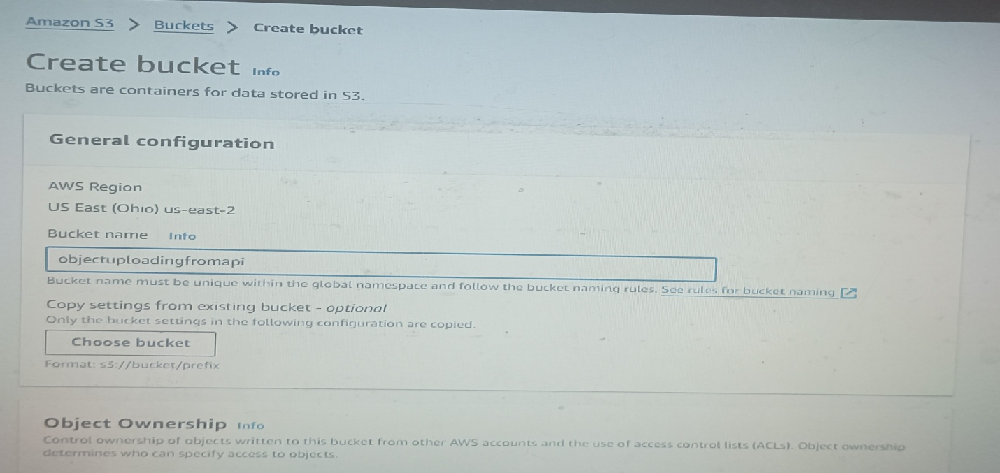 Amazon S3 > Buckets > Create bucket
Create bucket Info
Buckets are containers for data stored in S3.
General configuration
AWS Region
US East (Ohio) us-east-2
Bucket name Info
objectuploadingfromapi
Bucket name must be unique within the global namespace and follow the bucket naming rules. See rules for bucket naming
Copy settings from existing bucket - optional
Only the bucket settings in the following configuration are copied.
Choose bucket
Format: s3://bucket/prefix
Object Ownership Info
Control ownership of objects written to this bucket from other AWS accounts and the use of access control lists (ACLs). Object ownership
determines who can specify access to objects.